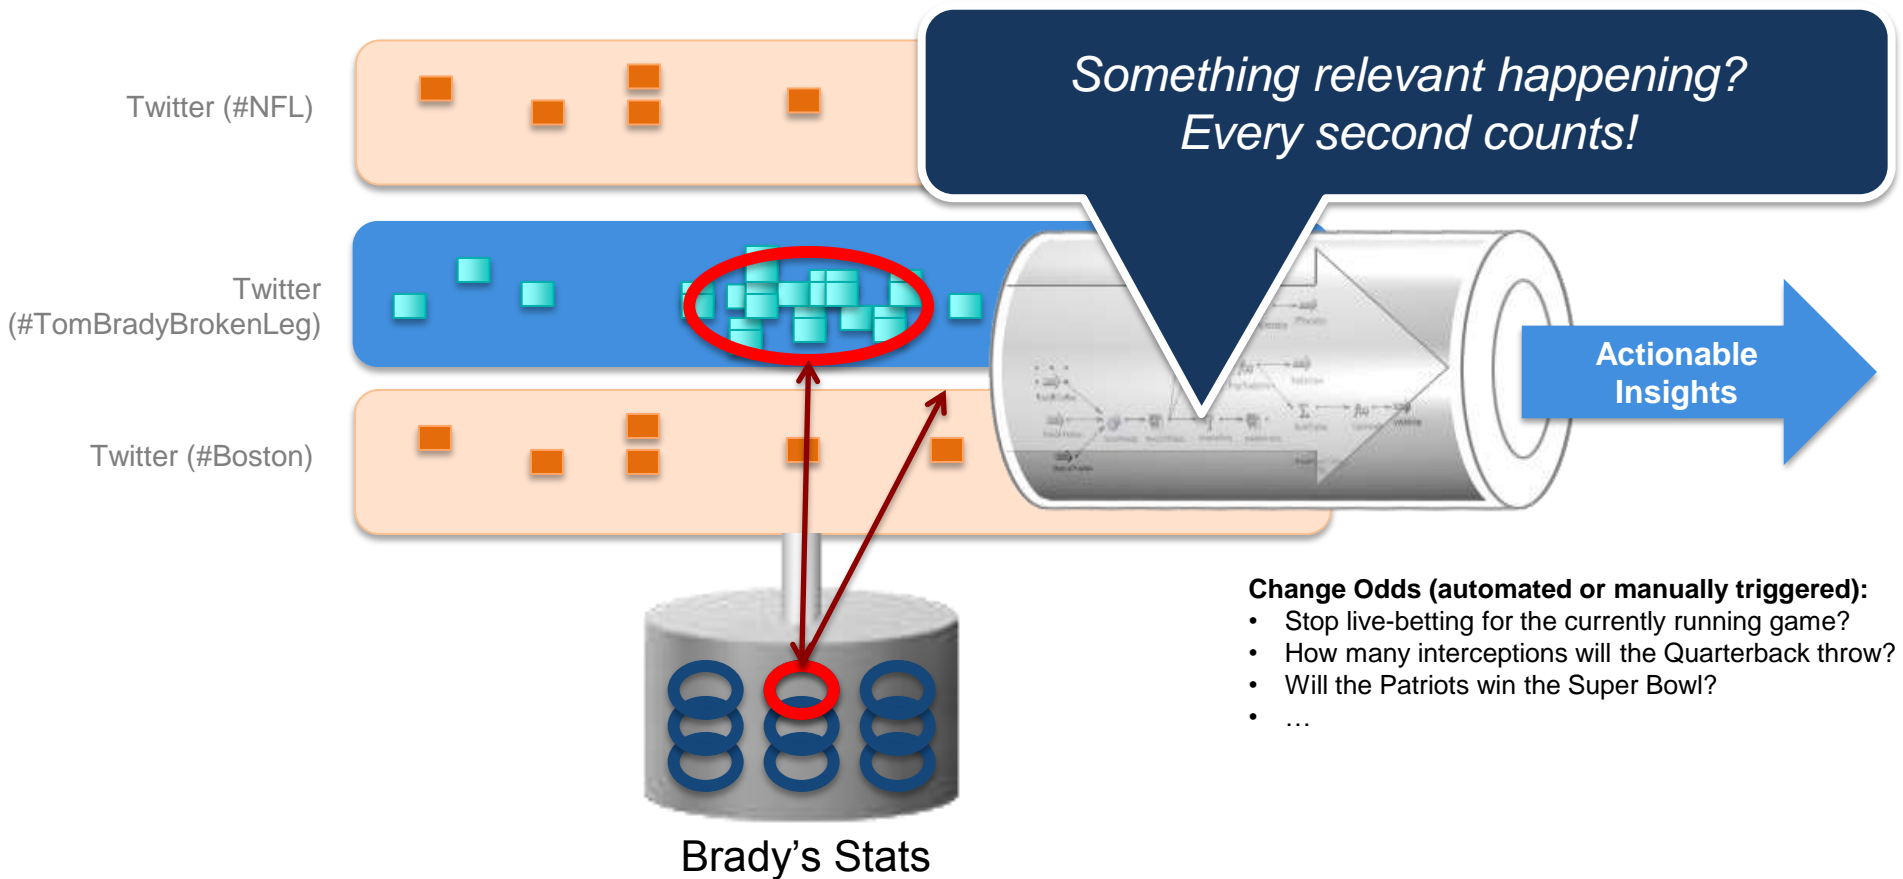 Something relevant happening?
Every second counts!
Twitter (#NFL)
Twitter
(#TomBradyBrokenLeg)
Actionable
Insights
Twitter (#Boston)
Change Odds (automated or manually triggered):
• Stop live-betting for the currently running game?
• How many interceptions will the Quarterback throw?
• Will the Patriots win the Super Bowl?
• …
Brady’s Stats